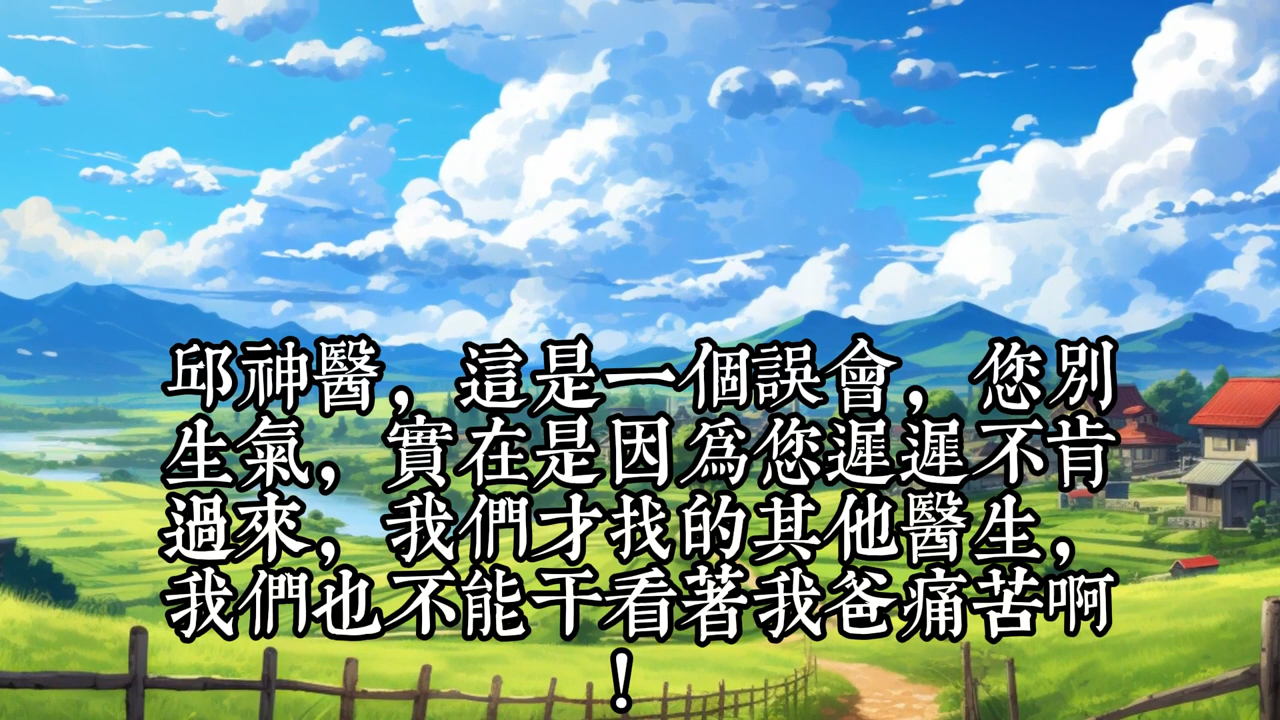 邱神醫，這是一個誤會，您別
生氣，實在是因爲您遲遲不肯
過來，我們才找的其他醫生，
我們也不能干看著我爸痛苦啊
！